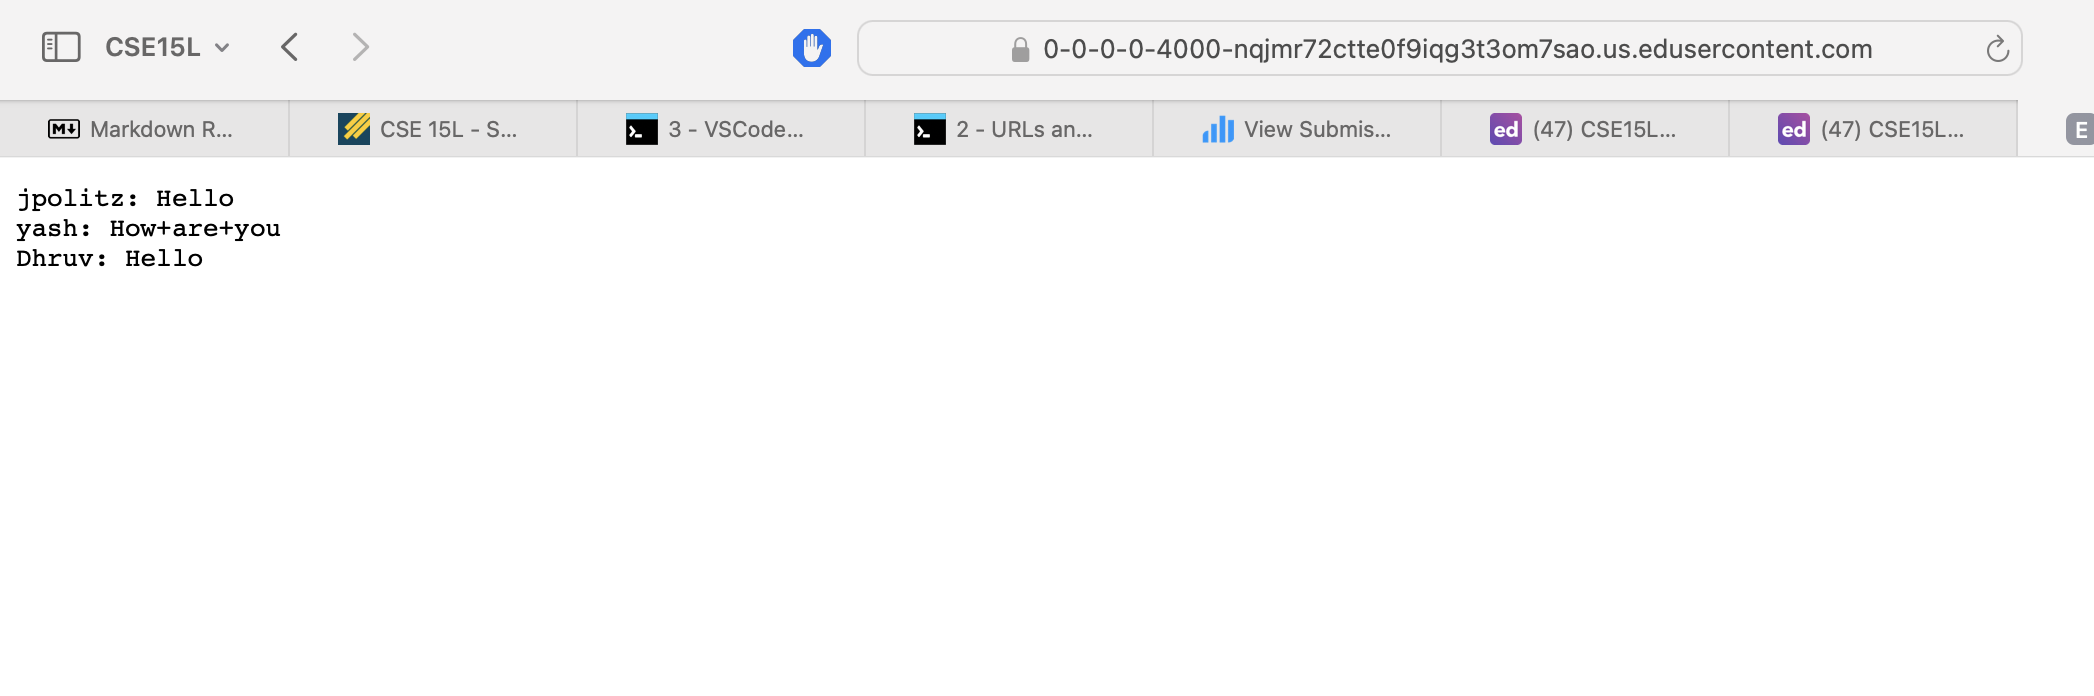 CSE15L
0-0-0-0-4000-nqjmr72ctte0f9iqg3t3om7sao.us.edusercontent.com
M Markdown R...
CSE 15L - S...
3 - VSCode...
2 - URLs an...
View Submis...
ed (47) CSE15L...
ed (47) CSE15L...
E
jpolitz: Hello
yash: How+are+you
Dhruv: Hello